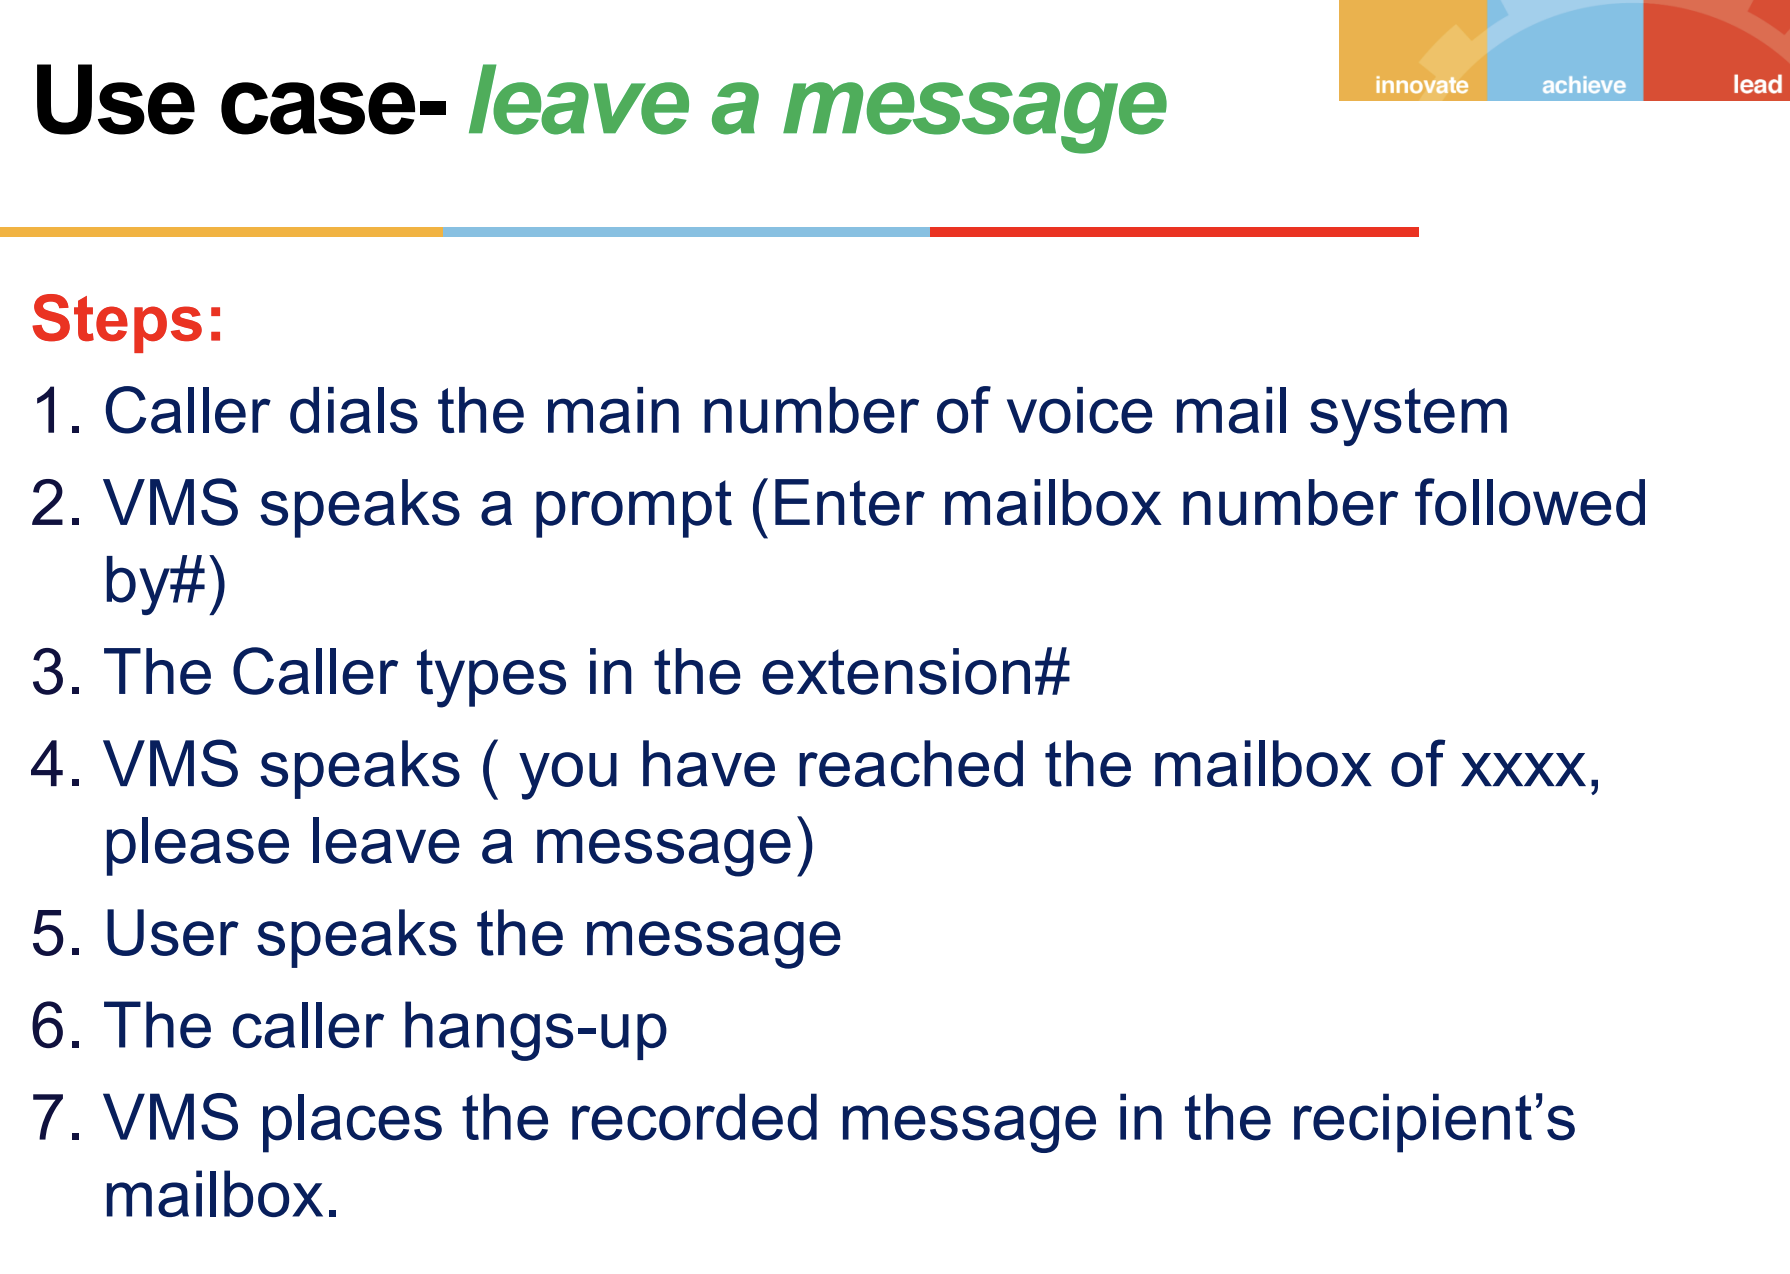 innovate achieve lead
Use case- leave a message
Steps:
1. Caller dials the main number of voice mail system
2. VMS speaks a prompt (Enter mailbox number followed
by#)
3. The Caller types in the extension#
4. VMS speaks ( you have reached the mailbox of xxxx,
please leave a message)
5. User speaks the message
6. The caller hangs-up
7. VMS places the recorded message in the recipient’s
mailbox.